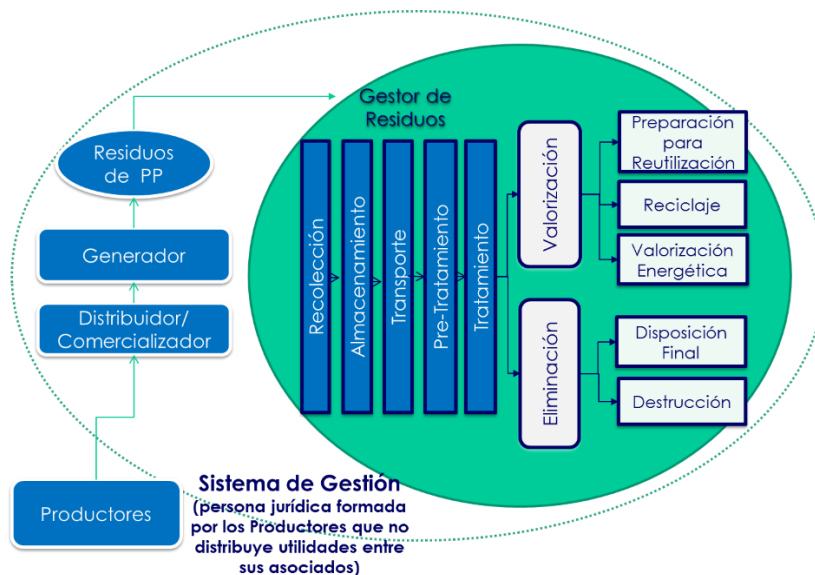 Gestor de
Residuos
Residuos
de PP
Generador
Distribuidor/
Comercializador
Productores
Recolección
Almacenamiento
Transporte
Pre-Tratamiento
Tratamiento
Valorización
Eliminación
Preparación
para
Reutilización
Reciclaje
Valorización
Energética
Disposición
Final
Destrucción
Sistema de Gestión
(persona jurídica formada
por los Productores que no
distribuye utilidades entre
sus asociados)